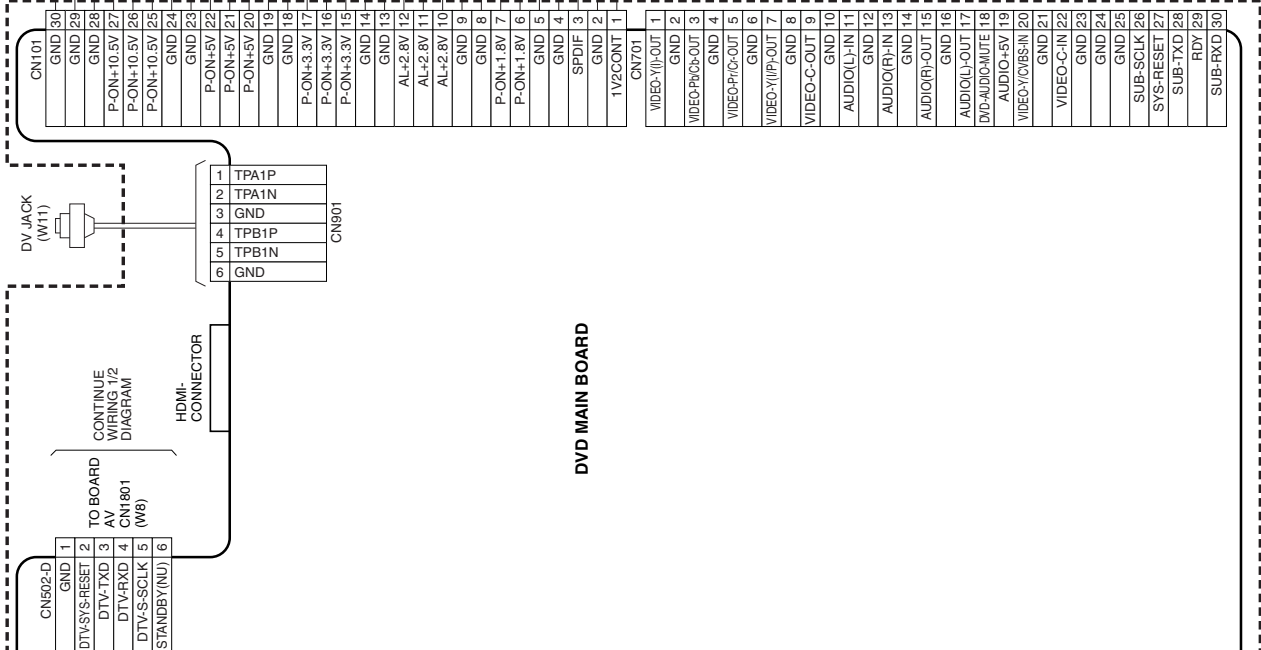 CN101
30 GND
29 GND
28 GND
27 P-ON+10.5V
26 P-ON+10.5V
25 P-ON+10.5V
24 GND
23 GND
22 P-ON+5V
21 P-ON+5V
20 P-ON+5V
19 GND
18 GND
17 P-ON+3.3V
16 P-ON+3.3V
15 P-ON+3.3V
14 GND
13 GND
12 AL+2.8V
11 AL+2.8V
10 AL+2.8V
9 GND
8 GND
7 P-ON+1.8V
6 P-ON+1.8V
5 GND
4 GND
3 SPDIF
2 GND
1 1V2CONT
CN701
1 VIDEO-Y(I)-OUT
2 GND
3 VIDEO-Pb/Cb-OUT
4 GND
5 VIDEO-Pr/Cr-OUT
6 GND
7 VIDEO-Y(I/P)-OUT
8 GND
9 VIDEO-C-OUT
10 GND
11 AUDIO(L)-IN
12 GND
13 AUDIO(R)-IN
14 GND
15 AUDIO(R)-OUT
16 GND
17 AUDIO(L)-OUT
18 DVD-AUDIO-MUTE
19 AUDIO+5V
20 VIDEO-Y/CVBSS-IN
21 GND
22 VIDEO-C-IN
23 GND
24 GND
25 GND
26 SUB-SCLK
27 SYS-RESET
28 SUB-TXD
29 RDY
30 SUB-RXD
DV JACK
(W11)
1 TPA1P
2 TPA1N
3 GND
4 TPB1P
5 TPB1N
6 GND
CN901
HDMI-
CONNECTOR
CONTINUE
WIRING 1/2
DIAGRAM
TO BOARD
AV
CN1801
(W8)
CN502-D
1 GND
2 DTV-SYS-RESET
3 DTV-TXD
4 DTV-RXD
5 DTV-S-SCLK
6 STANDBY(NU)
DVD MAIN BOARD